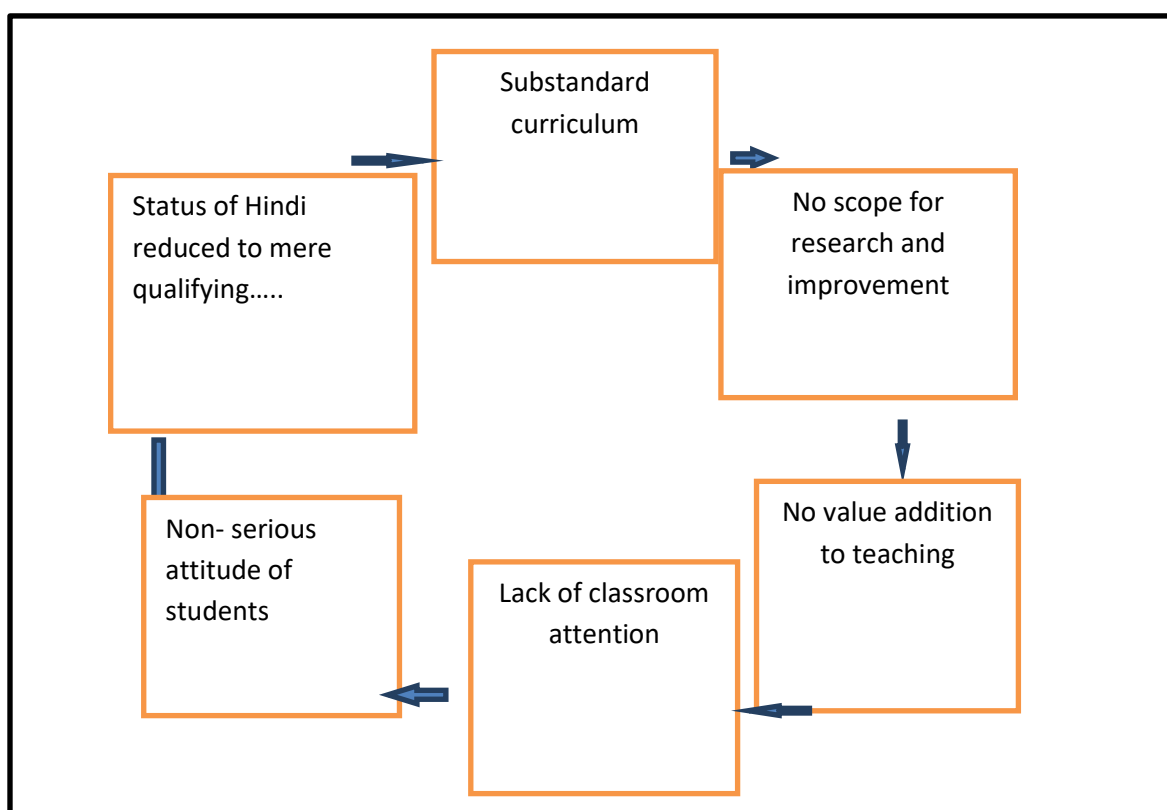 Substandard
curriculum
Status of Hindi
reduced to mere
qualifying…..
No scope for
research and
improvement
No value addition
to teaching
Lack of classroom
attention
Non- serious
attitude of
students